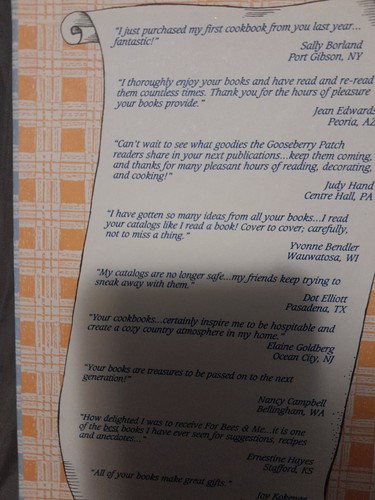 "I just purchased my first cookbook from you last year...
fantastic!"
Sally Borland
Port Gibson, NY
"I thoroughly enjoy your books and have read and re-read
them countless times. Thank you for the hours of pleasure
your books provide."
Jean Edwards
Peoria, AZ
"Can't wait to see what goodies the Gooseberry Patch
readers share in your next publications...keep them coming,
and thanks for many pleasant hours of reading, decorating,
and cooking!"
Judy Hand
Centre Hall, PA
"I have gotten so many ideas from all your books...I read
your catalogs like I read a book! Cover to cover; carefully,
not to miss a thing."
Yvonne Bendler
Wauwatosa, WI
"My catalogs are no longer safe...my friends keep trying to
sneak away with them."
Dot Elliott
Pasadena, TX
"Your cookbooks...certainly inspire me to be hospitable and
create a cozy country atmosphere in my home."
Elaine Goldberg
Ocean City, NJ
"Your books are treasures to be passed on to the next
generation!"
Nancy Campbell
Bellingham, WA
"How delighted I was to receive For Bees & Me...it is one
of the best books I have ever seen for suggestions, recipes
and anecdotes..."
Ernestine Hayes
Stafford, KS
"All of your books make great gifts."